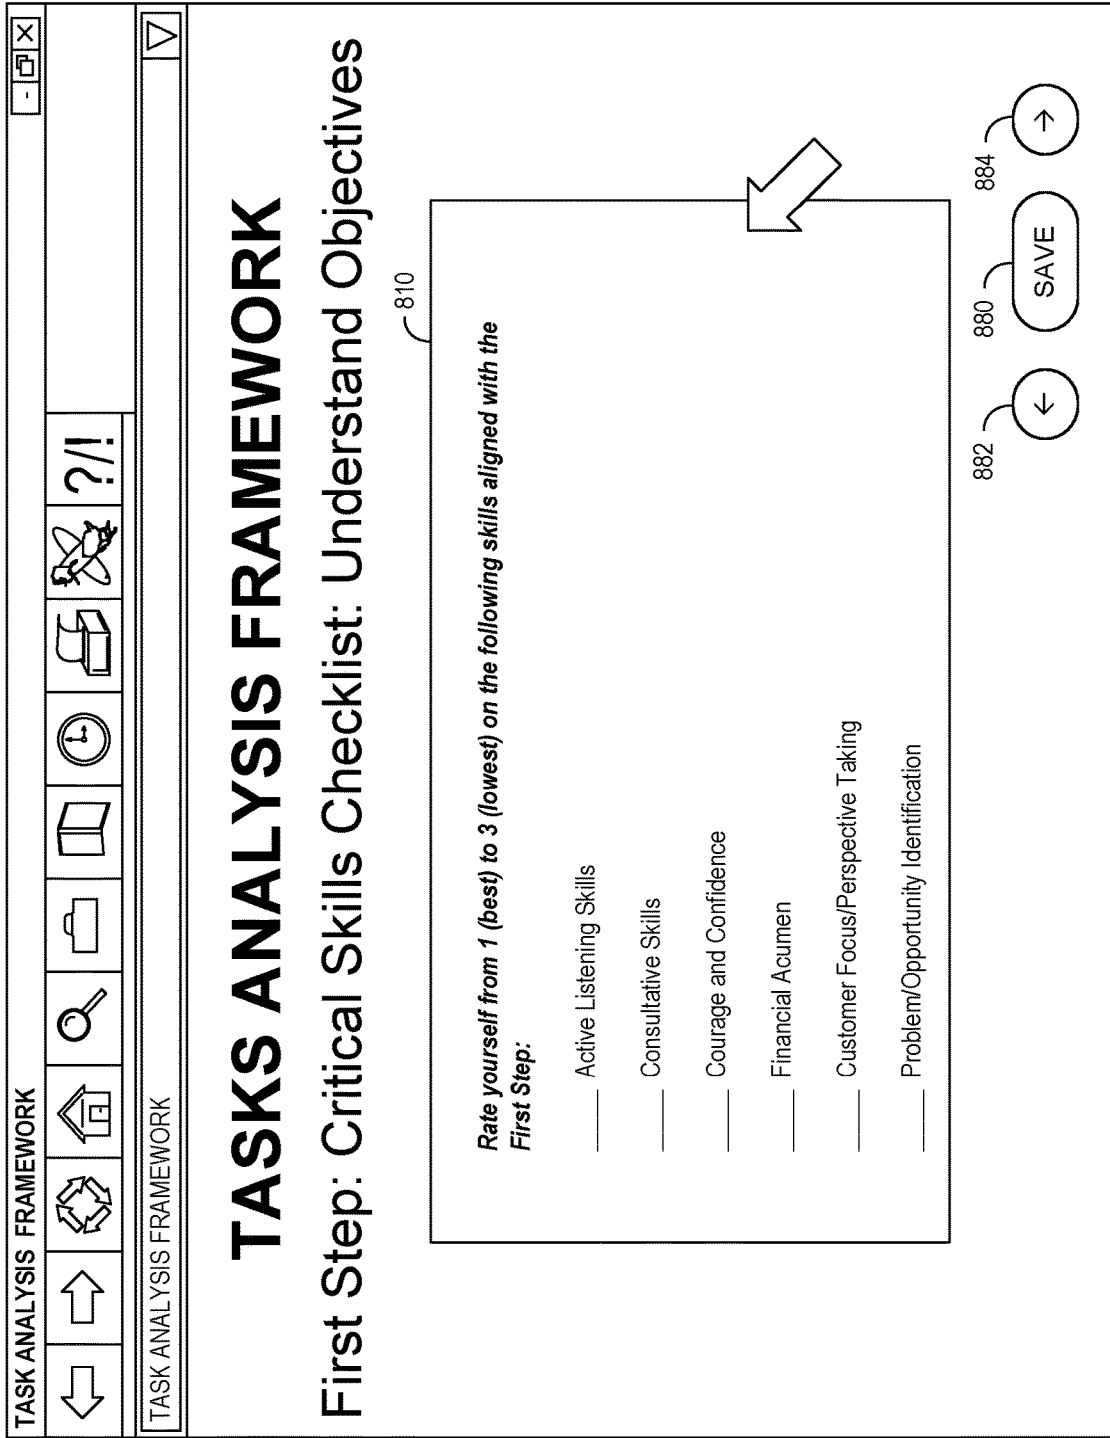 TASK ANALYSIS FRAMEWORK
?/!
TASK ANALYSIS FRAMEWORK
TASKS ANALYSIS FRAMEWORK
First Step: Critical Skills Checklist: Understand Objectives
810
Rate yourself from 1 (best) to 3 (lowest) on the following skills aligned with the
First Step:
Active Listening Skills
Consultative Skills
Courage and Confidence
Financial Acumen
Customer Focus/Perspective Taking
Problem/Opportunity Identification
882
880
884
SAVE